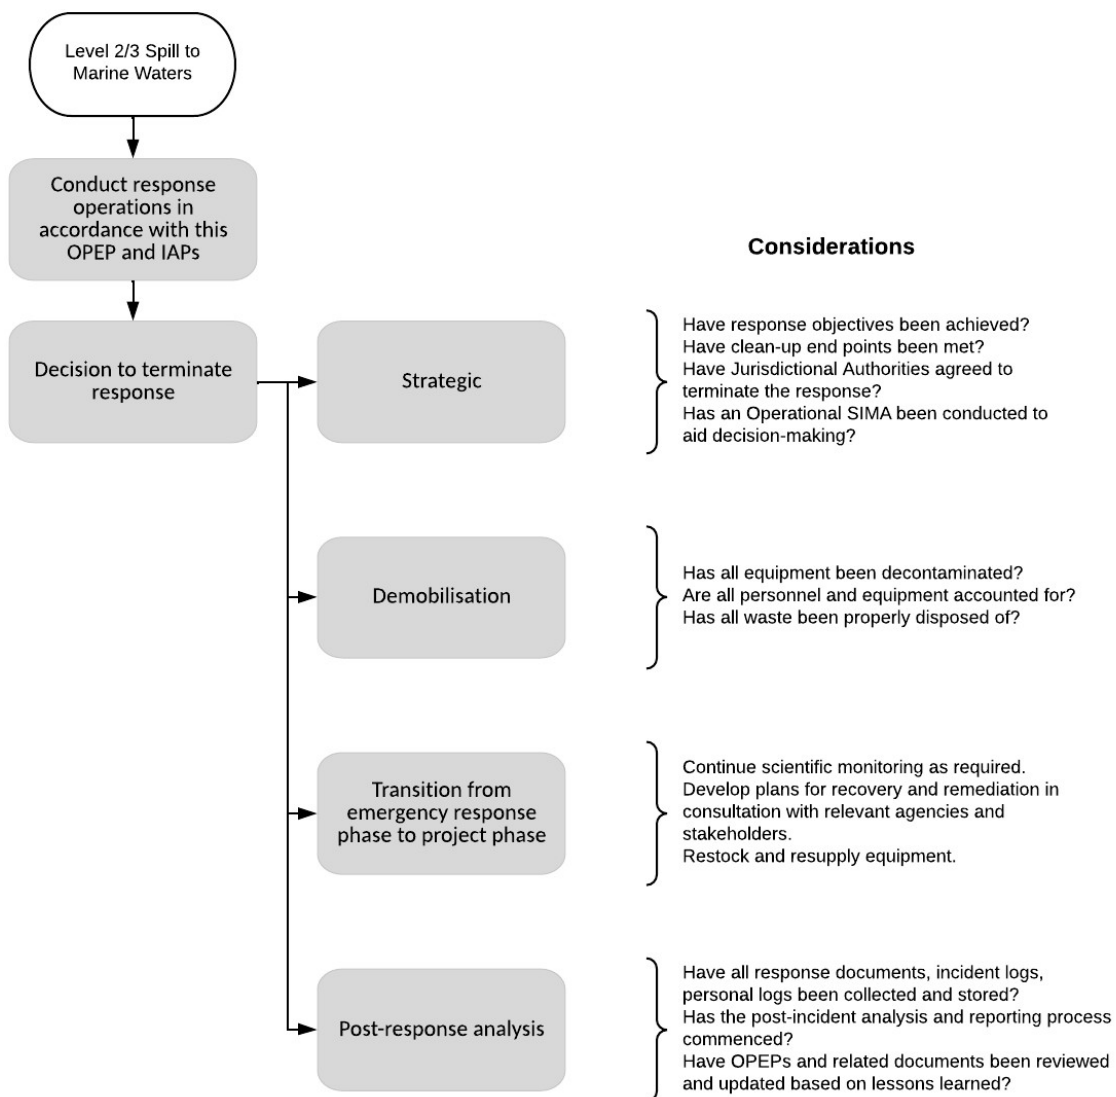 Level 2/3 Spill to
Marine Waters
Conduct response
operations in
accordance with this
OPEP and IAPs
Considerations
Decision to terminate
response
Strategic
Have response objectives been achieved?
Have clean-up end points been met?
Have Jurisdictional Authorities agreed to
terminate the response?
Has an Operational SIMA been conducted to
aid decision-making?
Demobilisation
Has all equipment been decontaminated?
Are all personnel and equipment accounted for?
Has all waste been properly disposed of?
Transition from
emergency response
phase to project phase
Continue scientific monitoring as required.
Develop plans for recovery and remediation in
consultation with relevant agencies and
stakeholders.
Restock and resupply equipment.
Post-response analysis
Have all response documents, incident logs,
personal logs been collected and stored?
Has the post-incident analysis and reporting process
commenced?
Have OPEPs and related documents been reviewed
and updated based on lessons learned?